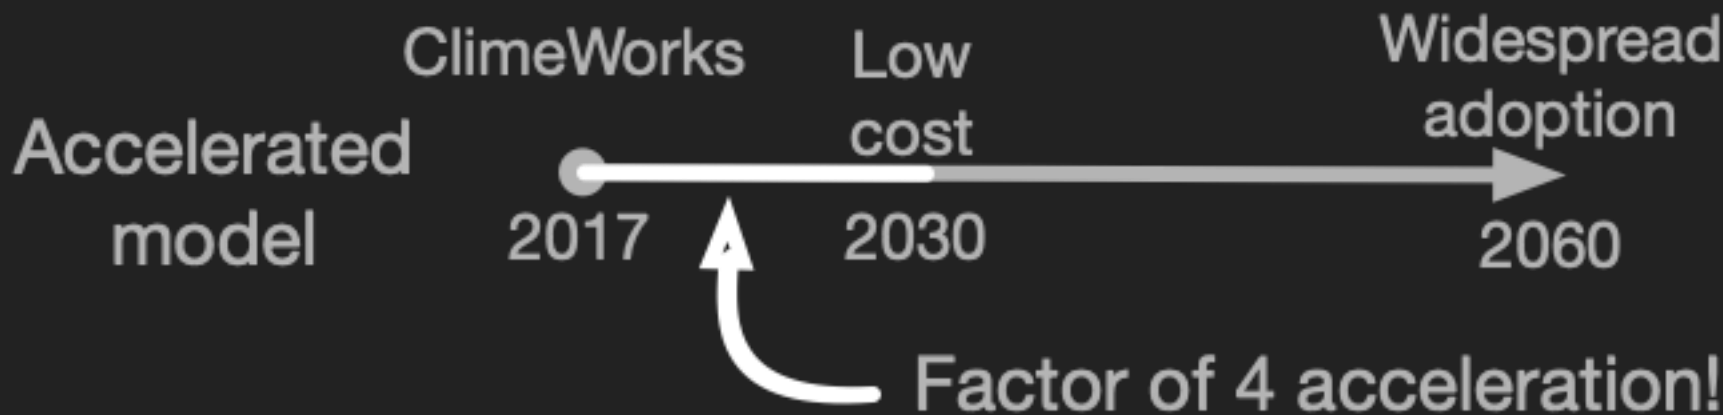 ClimeWorks
Low
cost
Widespread
adoption
Accelerated
model
2017
2030
2060
Factor of 4 acceleration!